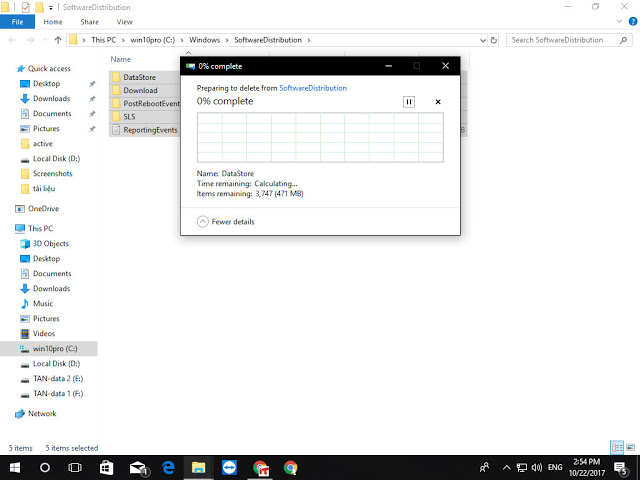 SoftwareDistribution
File Home Share View
This PC win10pro (C:) Windows SoftwareDistribution Search SoftwareDistribution
Name
Quick access
Desktop
Downloads
Documents
Pictures
active
Local Disk (D:)
Screenshots
tài liệu
OneDrive
This PC
3D Objects
Desktop
Documents
Downloads
Music
Pictures
Videos
win10pro (C:)
Local Disk (D:)
TAN-data 2 (E:)
TAN-data 1 (F:)
Network
DataStore
Download
PostRebootEvent
SLS
ReportingEvents
B
0% complete
Preparing to delete from SoftwareDistribution
0% complete
Name: DataStore
Time remaining: Calculating...
Items remaining: 3,747 (471 MB)
Fewer details
5 items 5 items selected
ENG
2:54 PM
10/22/2017